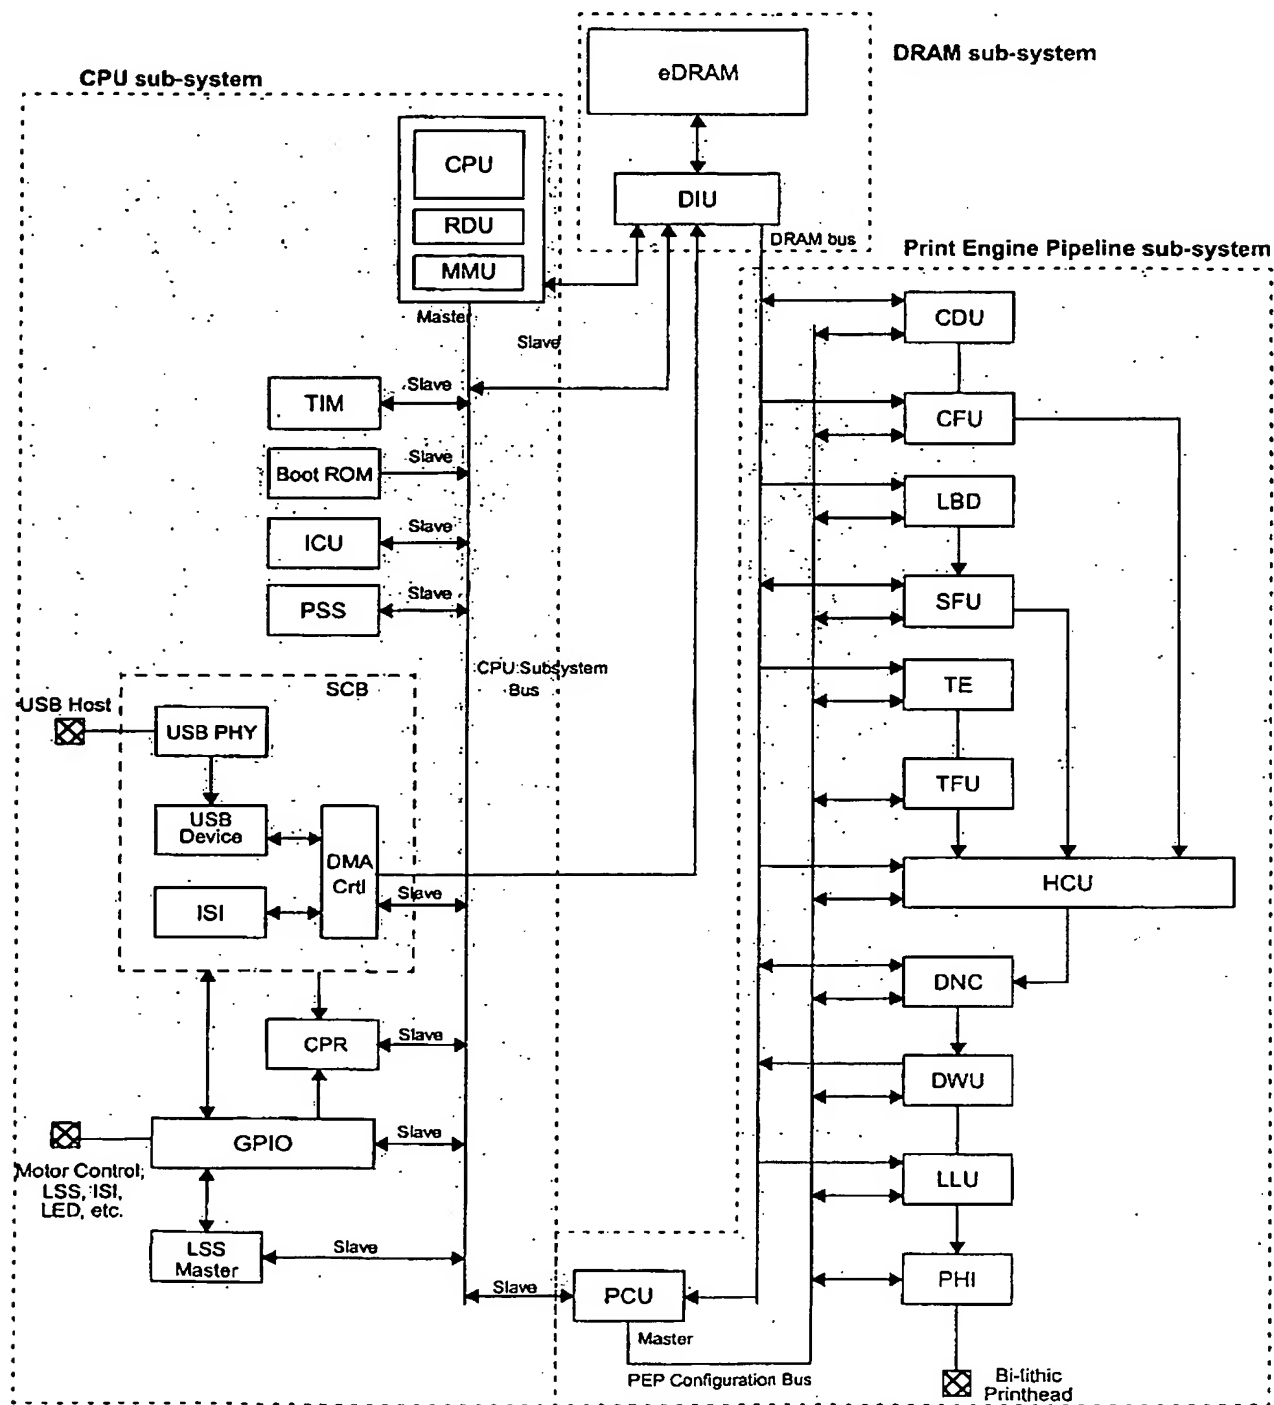 CPU sub-system
DRAM sub-system
eDRAM
DIU
DRAM bus
CPU
RDU
MMU
Master
Slave
Print Engine Pipeline sub-system
TIM
Slave
Boot ROM
Slave
ICU
Slave
PSS
Slave
CPU Subsystem
Bus
SCB
USB Host
USB PHY
USB
Device
DMA
Crtl
ISI
Slave
CPR
Slave
GPIO
Slave
Motor Control,
LSS, ISI,
LED, etc.
LSS
Master
Slave
Slave
PCU
Master
PEP Configuration Bus
CDU
CFU
LBD
SFU
TE
TFU
HCU
DNC
DWU
LLU
PHI
Bi-lithic
Printhead